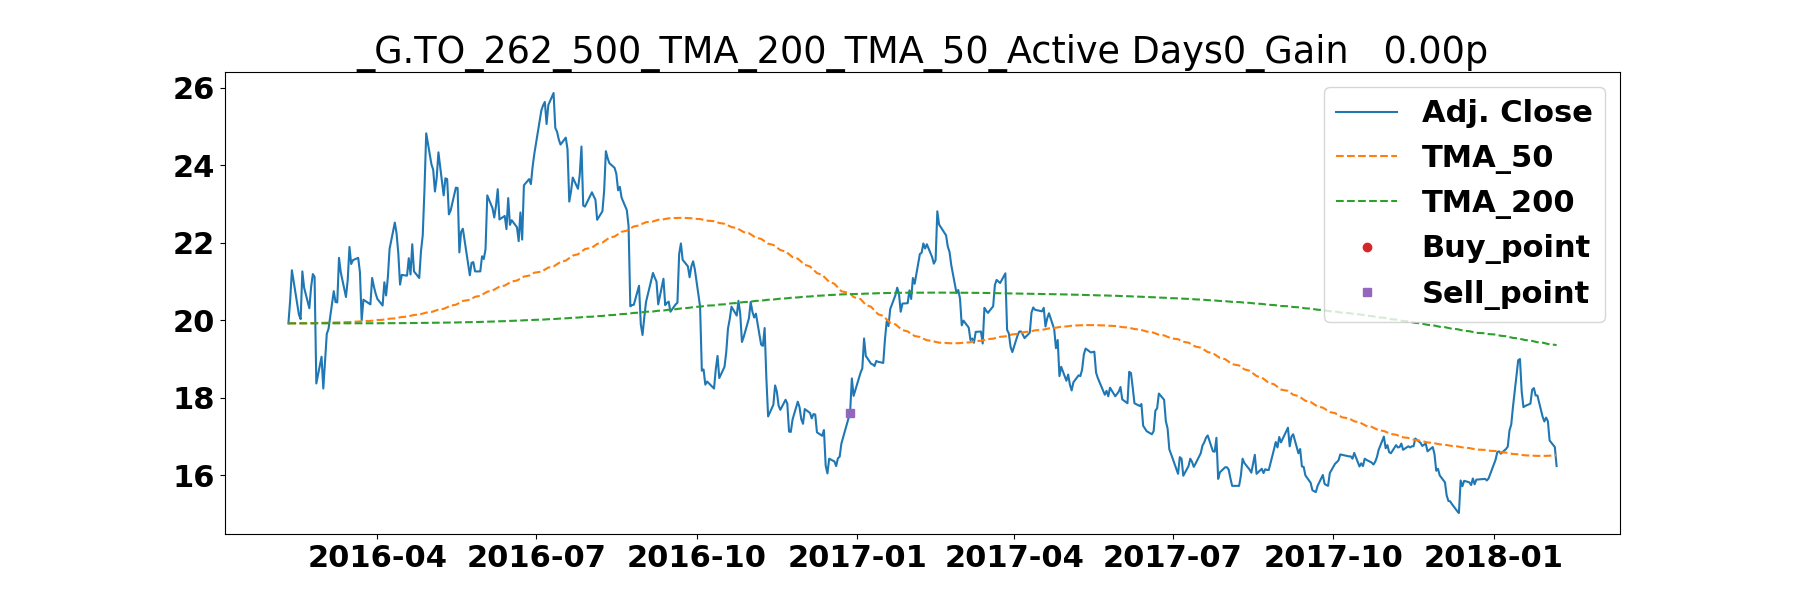 _G.TO_262_500_TMA_200_TMA_50_Active Days0_Gain   0.00p
26
24
22
20
18
16
Adj. Close
TMA_50
TMA_200
Buy_point
Sell_point
2016-04 2016-07 2016-10 2017-01 2017-04 2017-07 2017-10 2018-01